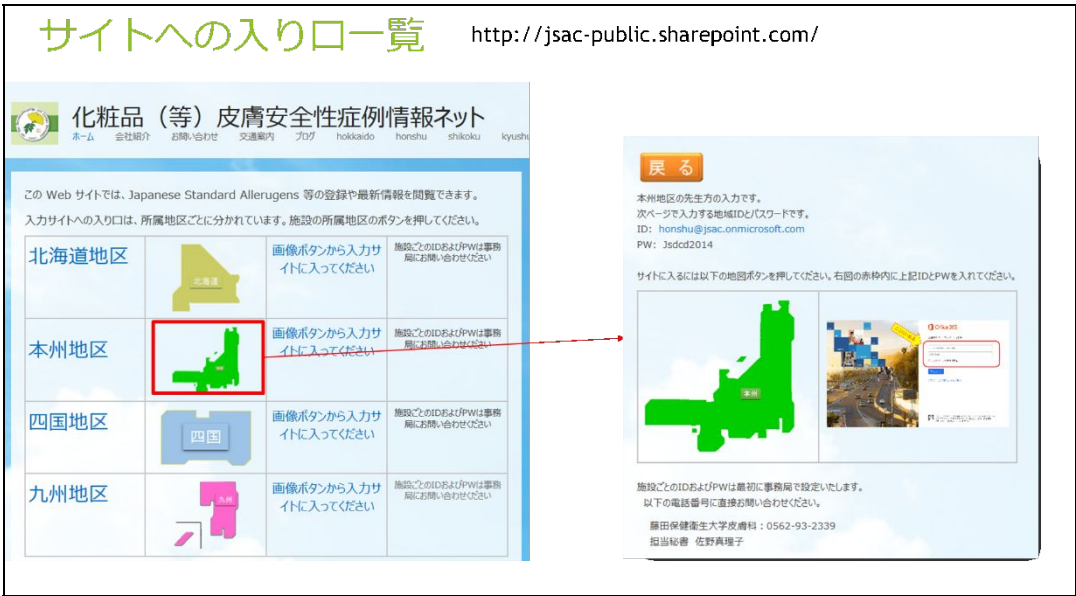 サイトへの入り口一覧
http://jsac-public.sharepoint.com/
化粧品（等）皮膚安全性症例情報ネット
ホーム 会社紹介 お問い合わせ 交通案内 ブログ hokkaido honshu shikoku kyushu
この Web サイトでは、Japanese Standard Allerugens 等の登録や最新情報を閲覧できます。
入力サイトへの入り口は、所属地区ごとに分かれています。施設の所属地区のボタンを押してください。
北海道地区
北海道
画像ボタンから入力サ
イトに入ってください
施設ごとのIDおよびPWは事務
局にお問い合わせください
本州地区
画像ボタンから入力サ
イトに入ってください
施設ごとのIDおよびPWは事務
局にお問い合わせください
四国地区
四国
画像ボタンから入力サ
イトに入ってください
施設ごとのIDおよびPWは事務
局にお問い合わせください
九州地区
九州
画像ボタンから入力サ
イトに入ってください
施設ごとのIDおよびPWは事務
局にお問い合わせください
戻る
本州地区の先生方の入力です。
次ページで入力する地域IDとパスワードです。
ID: honshu@jsac.onmicrosoft.com
PW: Jsdcd2014
サイトに入るには以下の地図ボタンを押してください。右図の赤枠内に上記IDとPWを入れてください。
本州
Office 365
施設ごとのIDおよびPWは最初に事務局で設定いたします。
以下の電話番号に直接お問い合わせください。
藤田保健衛生大学皮膚科：0562-93-2339
担当秘書 佐野真理子